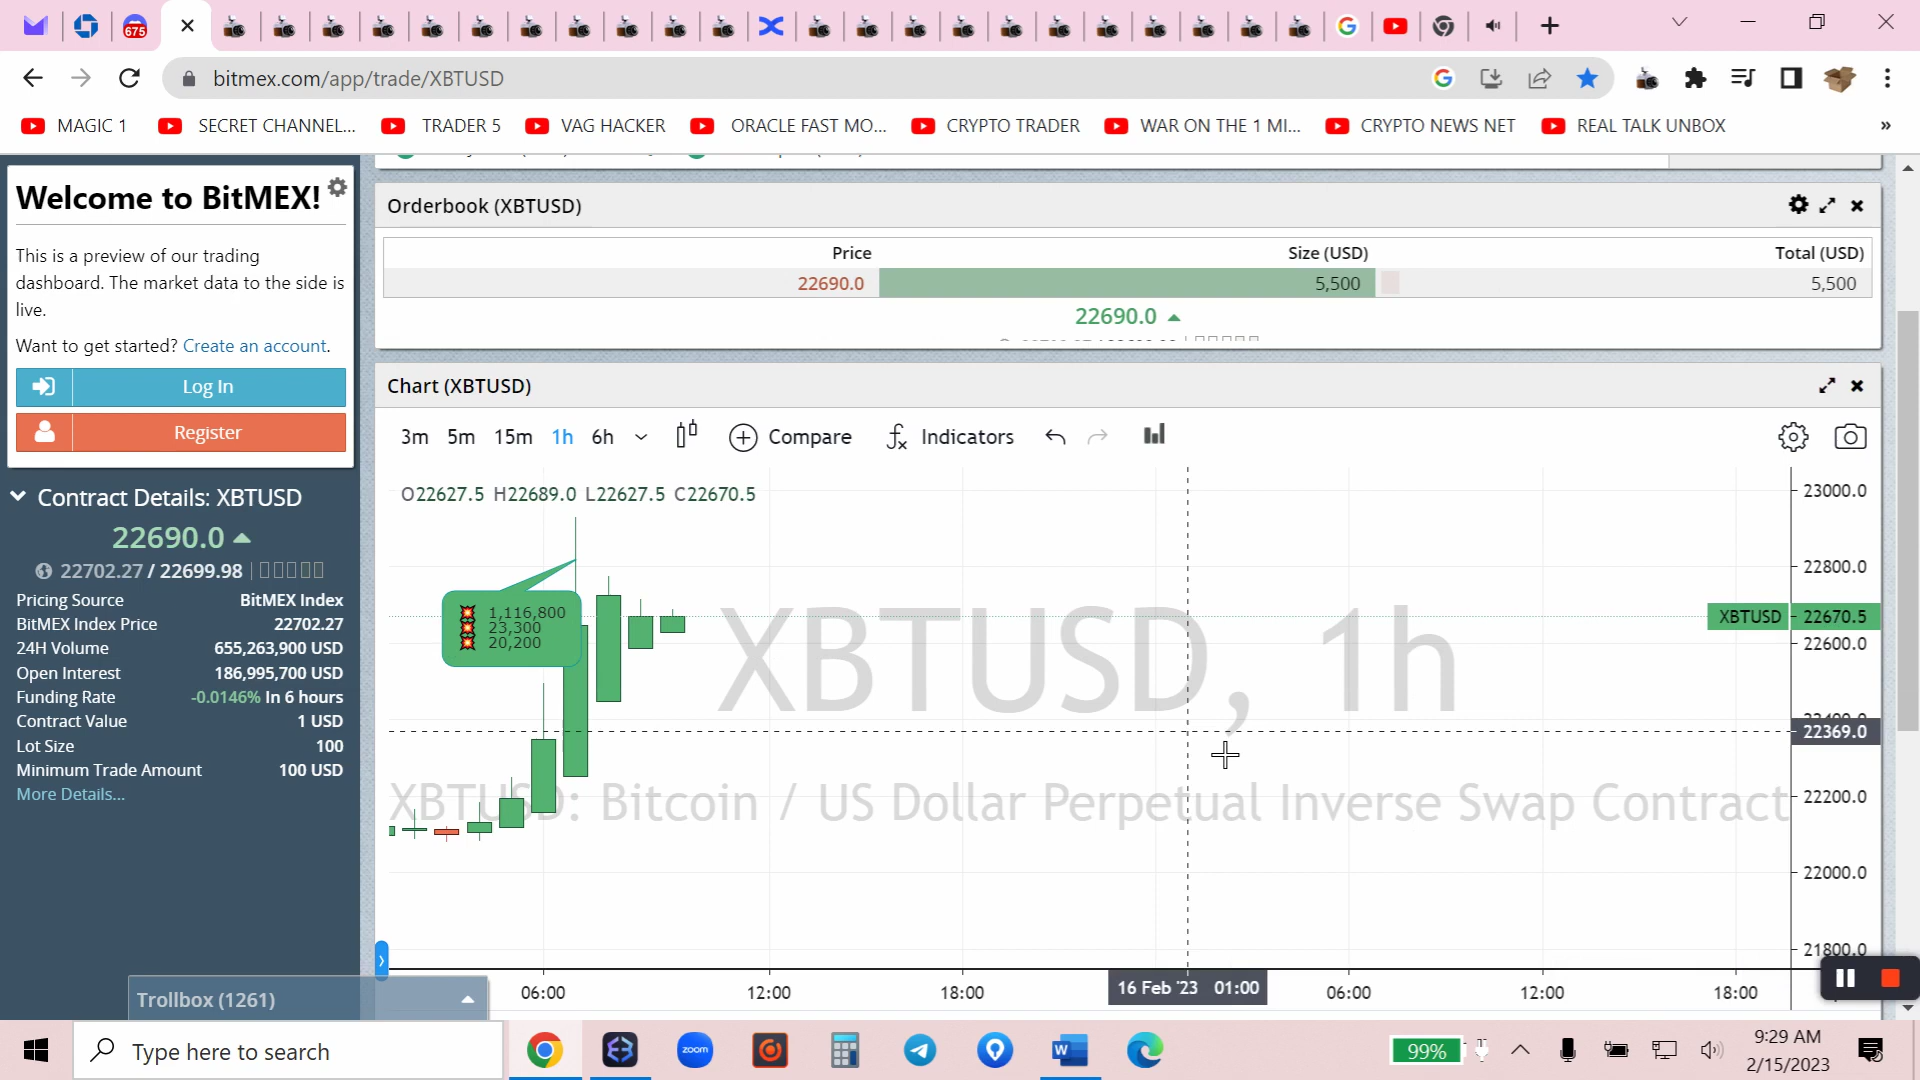 675
bitmex.com/app/trade/XBTUSD
MAGIC 1
SECRET CHANNEL...
TRADER 5
VAG HACKER
ORACLE FAST MO...
CRYPTO TRADER
WAR ON THE 1 MI...
CRYPTO NEWS NET
REAL TALK UNBOX
»
Welcome to BitMEX!
This is a preview of our trading
dashboard. The market data to the side is
live.
Want to get started? Create an account.
Log In
Register
Contract Details: XBTUSD
22690.0
22702.27 / 22699.98
Pricing Source BitMEX Index
BitMEX Index Price 22702.27
24H Volume 655,263,900 USD
Open Interest 186,995,700 USD
Funding Rate -0.0146% In 6 hours
Contract Value 1 USD
Lot Size 100
Minimum Trade Amount 100 USD
More Details...
Trollbox (1261)
Orderbook (XBTUSD)
Price Size (USD) Total (USD)
22690.0 5,500 5,500
22690.0
Chart (XBTUSD)
3m 5m 15m 1h 6h Compare Indicators
O22627.5 H22689.0 L22627.5 C22670.5
1,116,800
23,300
20,200
XBTUSD, 1h
XBTUSD: Bitcoin / US Dollar Perpetual Inverse Swap Contract
23000.0
22800.0
XBTUSD 22670.5
22600.0
22400.0
22369.0
22200.0
22000.0
21800.0
06:00 12:00 18:00 16 Feb '23 01:00 06:00 12:00 18:00
Type here to search
zoom
W
99%
9:29 AM
2/15/2023